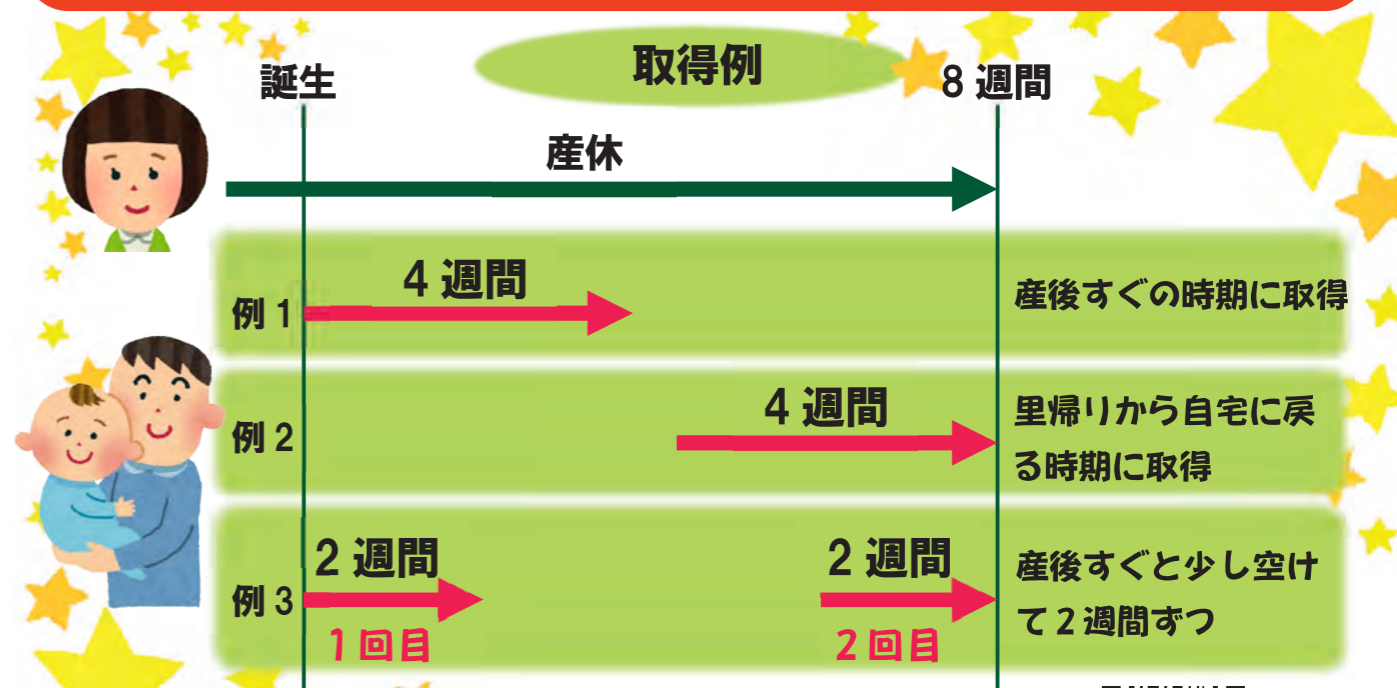 取得例
誕生
8週間
産休
例1
4週間
産後すぐの時期に取得
例2
4週間
里帰りから自宅に戻
る時期に取得
例3
2週間
1回目
2週間
2回目
産後すぐと少し空け
て2週間ずつ